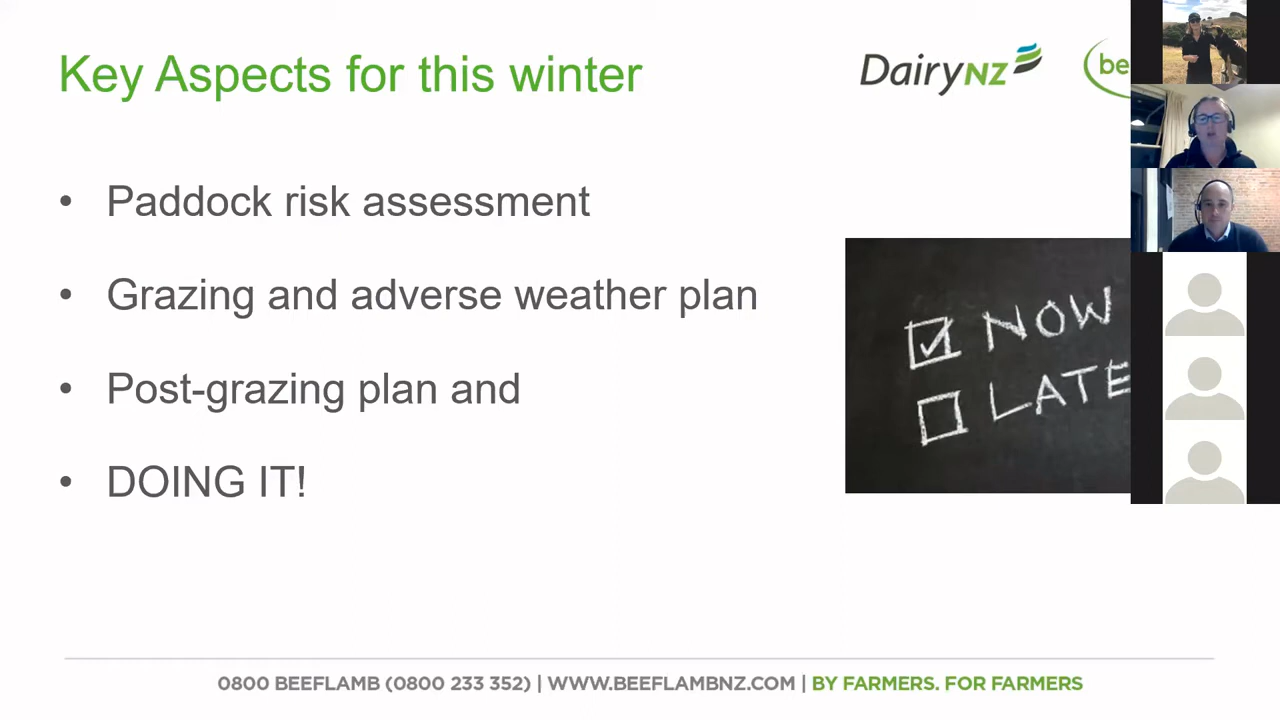 Key Aspects for this winter
DairyNZ
be
• Paddock risk assessment
• Grazing and adverse weather plan
• Post-grazing plan and
• DOING IT!
NOW
LATE
0800 BEEFLAMB (0800 233 352) | WWW.BEEFLAMBNZ.COM | BY FARMERS. FOR FARMERS